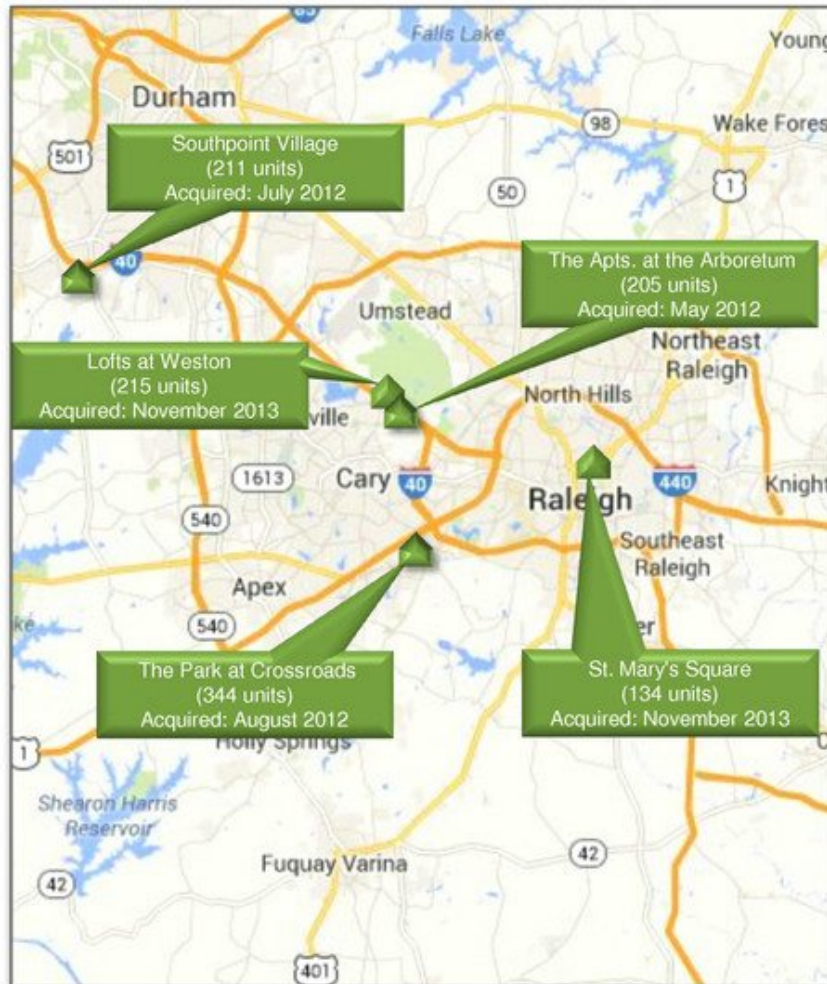 85
Falls Lake
Young
Durham
98
Wake Fores
Southpoint Village
(211 units)
Acquired: July 2012
501
50
1
40
The Apts. at the Arboretum
(205 units)
Acquired: May 2012
Umstead
Northeast
Raleigh
Lofts at Weston
(215 units)
Acquired: November 2013
ville
North Hills
1613
Cary
40
440
Knight
Raleigh
540
Southeast
Raleigh
Apex
540
The Park at Crossroads
(344 units)
Acquired: August 2012
St. Mary's Square
(134 units)
Acquired: November 2013
1
Holly Springs
Shearon Harris
Reservoir
Fuquay Varina
42
42
401